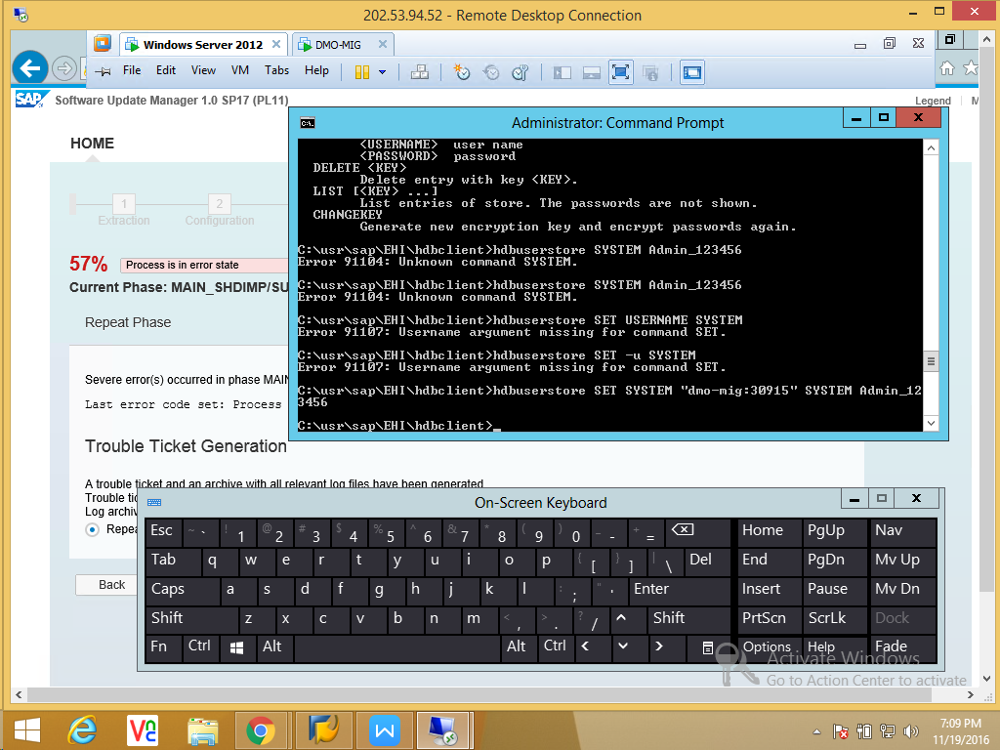 202.53.94.52 - Remote Desktop Connection
Windows Server 2012
DMO-MIG
File Edit View VM Tabs Help
SAP Software Update Manager 1.0 SP17 (PL11)
Legend
M
HOME
1
Extraction
2
Configuration
57%
Process is in error state
Current Phase: MAIN_SHDIMP/SU
Repeat Phase
Severe error(s) occurred in phase MAIN
Last error code set: Process
Trouble Ticket Generation
A trouble ticket and an archive with all relevant log files have been generated
Trouble tic
Log archiv
Repea
Back
Administrator: Command Prompt
<USERNAME> user name
<PASSWORD> password
DELETE <KEY>
Delete entry with key <KEY>.
LIST [<KEY> ...]
List entries of store. The passwords are not shown.
CHANGEKEY
Generate new encryption key and encrypt passwords again.
C:\usr\sap\EHI\hdbclient>hdbuserstore SYSTEM Admin_123456
Error 91104: Unknown command SYSTEM.
C:\usr\sap\EHI\hdbclient>hdbuserstore SYSTEM Admin_123456
Error 91104: Unknown command SYSTEM.
C:\usr\sap\EHI\hdbclient>hdbuserstore SET USERNAME SYSTEM
Error 91107: Username argument missing for command SET.
C:\usr\sap\EHI\hdbclient>hdbuserstore SET -u SYSTEM
Error 91107: Username argument missing for command SET.
C:\usr\sap\EHI\hdbclient>hdbuserstore SET SYSTEM "dmo-mig:30915" SYSTEM Admin_12
3456
C:\usr\sap\EHI\hdbclient>_
On-Screen Keyboard
Esc ~ ` ! 1 @ 2 # 3 $ 4 % 5 ^ 6 & 7 * 8 ( 9 ) 0 _ - + = Home PgUp Nav
Tab q w e r t y u i o p { [ } ] | \ Del End PgDn Mv Up
Caps a s d f g h j k l : ; " ' Enter Insert Pause Mv Dn
Shift z x c v b n m < , > . ? / Shift PrtScn ScrLk Dock
Fn Ctrl Alt Alt Ctrl Options Help Fade
Activate Windows
Go to Action Center to activate
7:09 PM
11/19/2016